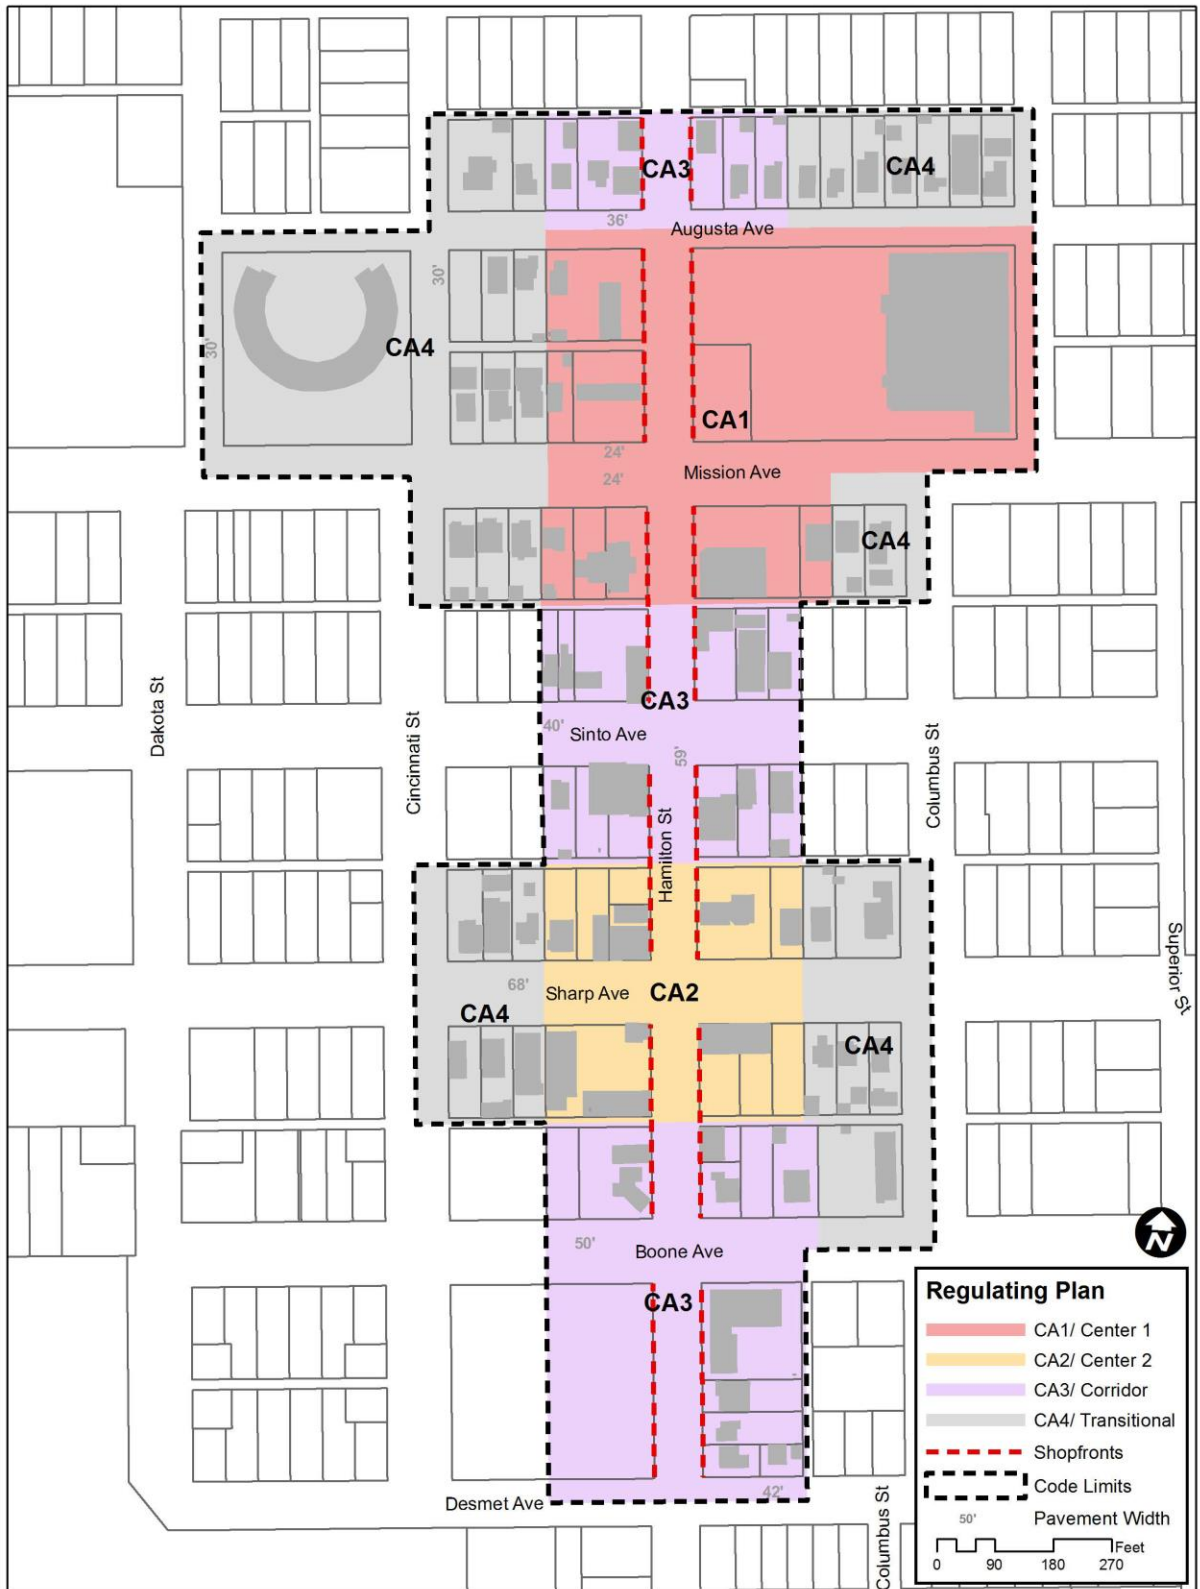 CA3
CA4
36'
Augusta Ave
30'
30'
CA4
CA1
24'
24'
Mission Ave
CA4
CA3
40'
Sinto Ave
59'
Dakota St
Cincinnati St
Hamilton St
Columbus St
Superior St
68'
Sharp Ave
CA2
CA4
CA4
50'
Boone Ave
CA3
42'
Desmet Ave
Columbus St
N
Regulating Plan
CA1/ Center 1
CA2/ Center 2
CA3/ Corridor
CA4/ Transitional
Shopfronts
Code Limits
50' Pavement Width
Feet
0 90 180 270